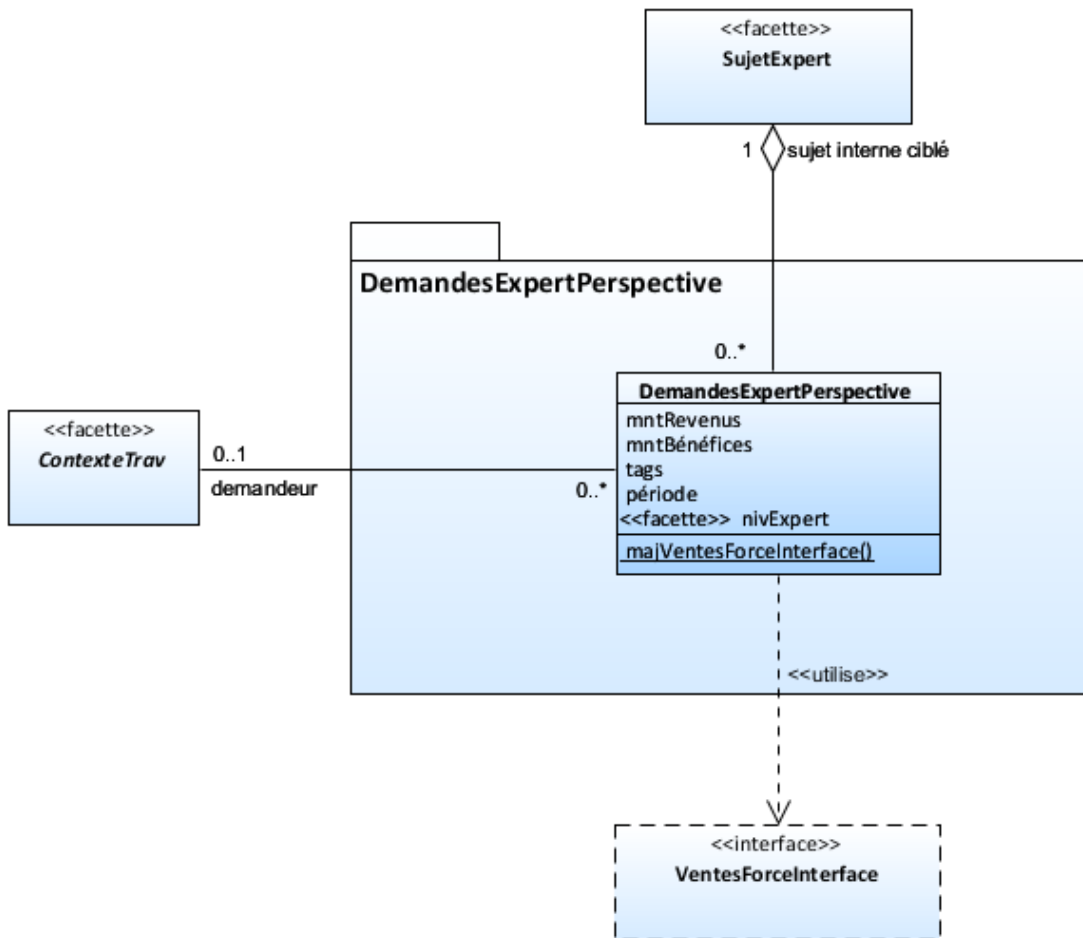 <<facette>>
SujetExpert
1
sujet interne ciblé
DemandesExpertPerspective
0..*
DemandesExpertPerspective
mntRevenus
mntBénéfices
tags
période
<<facette>> nivExpert
majVentesForceInterface()
<<facette>>
ContexteTrav
0..1
demandeur
0..*
<<utilise>>
<<interface>>
VentesForceInterface